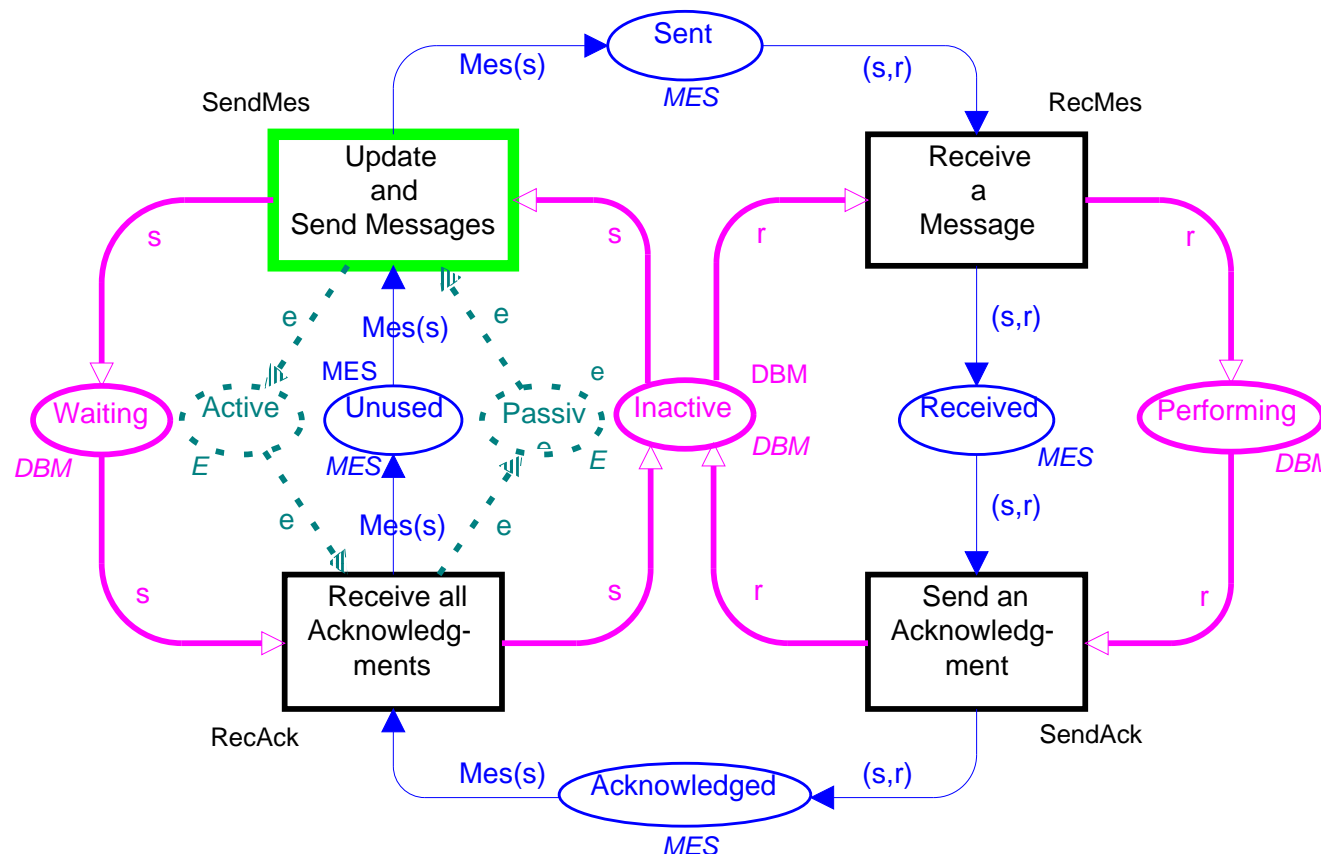 Sent
Mes(s)
(s,r)
MES
SendMes
RecMes
Update
and
Send Messages
Receive
a
Message
s
s
r
r
e
e
Mes(s)
(s,r)
MES
e
DBM
Waiting
Active
Unused
Passiv
Inactive
Received
Performing
e
DBM
E
MES
E
DBM
MES
DBM
e
Mes(s)
e
(s,r)
s
s
r
r
Receive all
Acknowledg-
ments
Send an
Acknowledg-
ment
RecAck
SendAck
Mes(s)
Acknowledged
(s,r)
MES